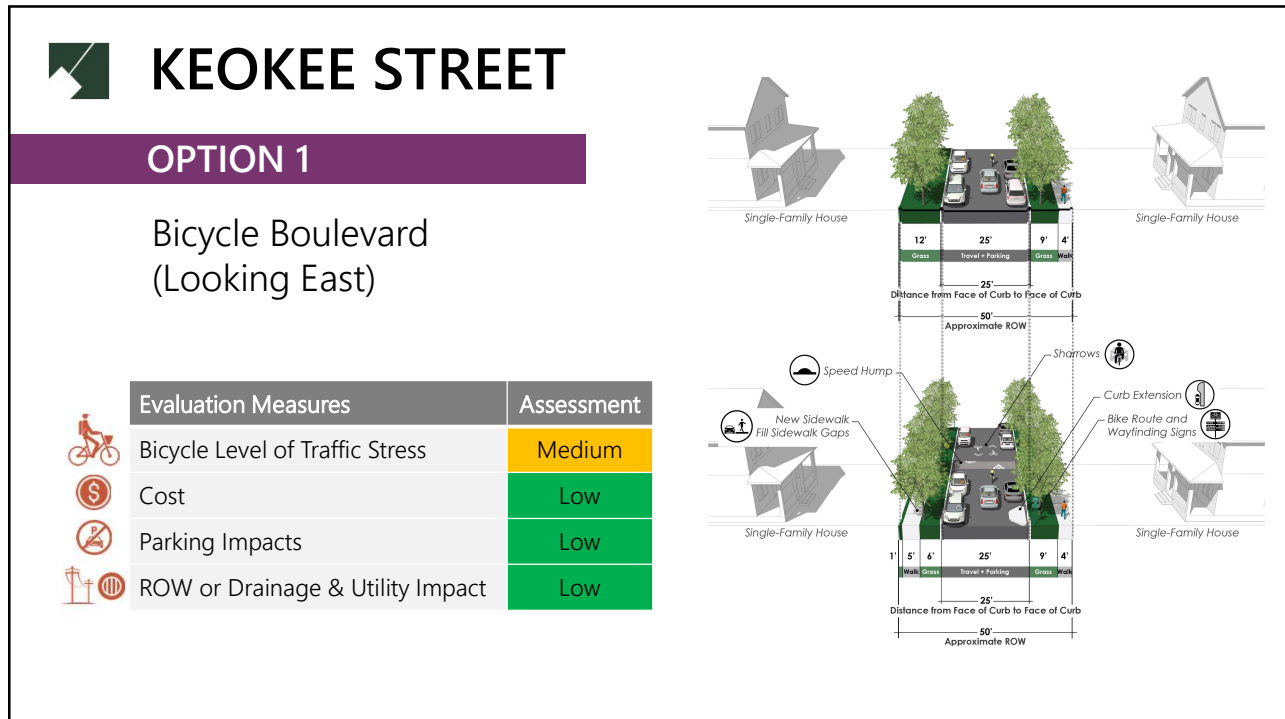 KEOKEE STREET
OPTION 1
Bicycle Boulevard
(Looking East)
Evaluation Measures Assessment
Bicycle Level of Traffic Stress Medium
$ Cost Low
P Parking Impacts Low
ROW or Drainage & Utility Impact Low
Single-Family House Single-Family House
12' 25' 9' 4'
Grass Travel + Parking Grass Walk
25'
Distance from Face of Curb to Face of Curb
50'
Approximate ROW
Sharrows
Speed Hump
Curb Extension
New Sidewalk
Fill Sidewalk Gaps
Bike Route and
Wayfinding Signs
Single-Family House Single-Family House
1' 5' 6' 25' 9' 4'
Walk Grass Travel + Parking Grass Walk
25'
Distance from Face of Curb to Face of Curb
50'
Approximate ROW